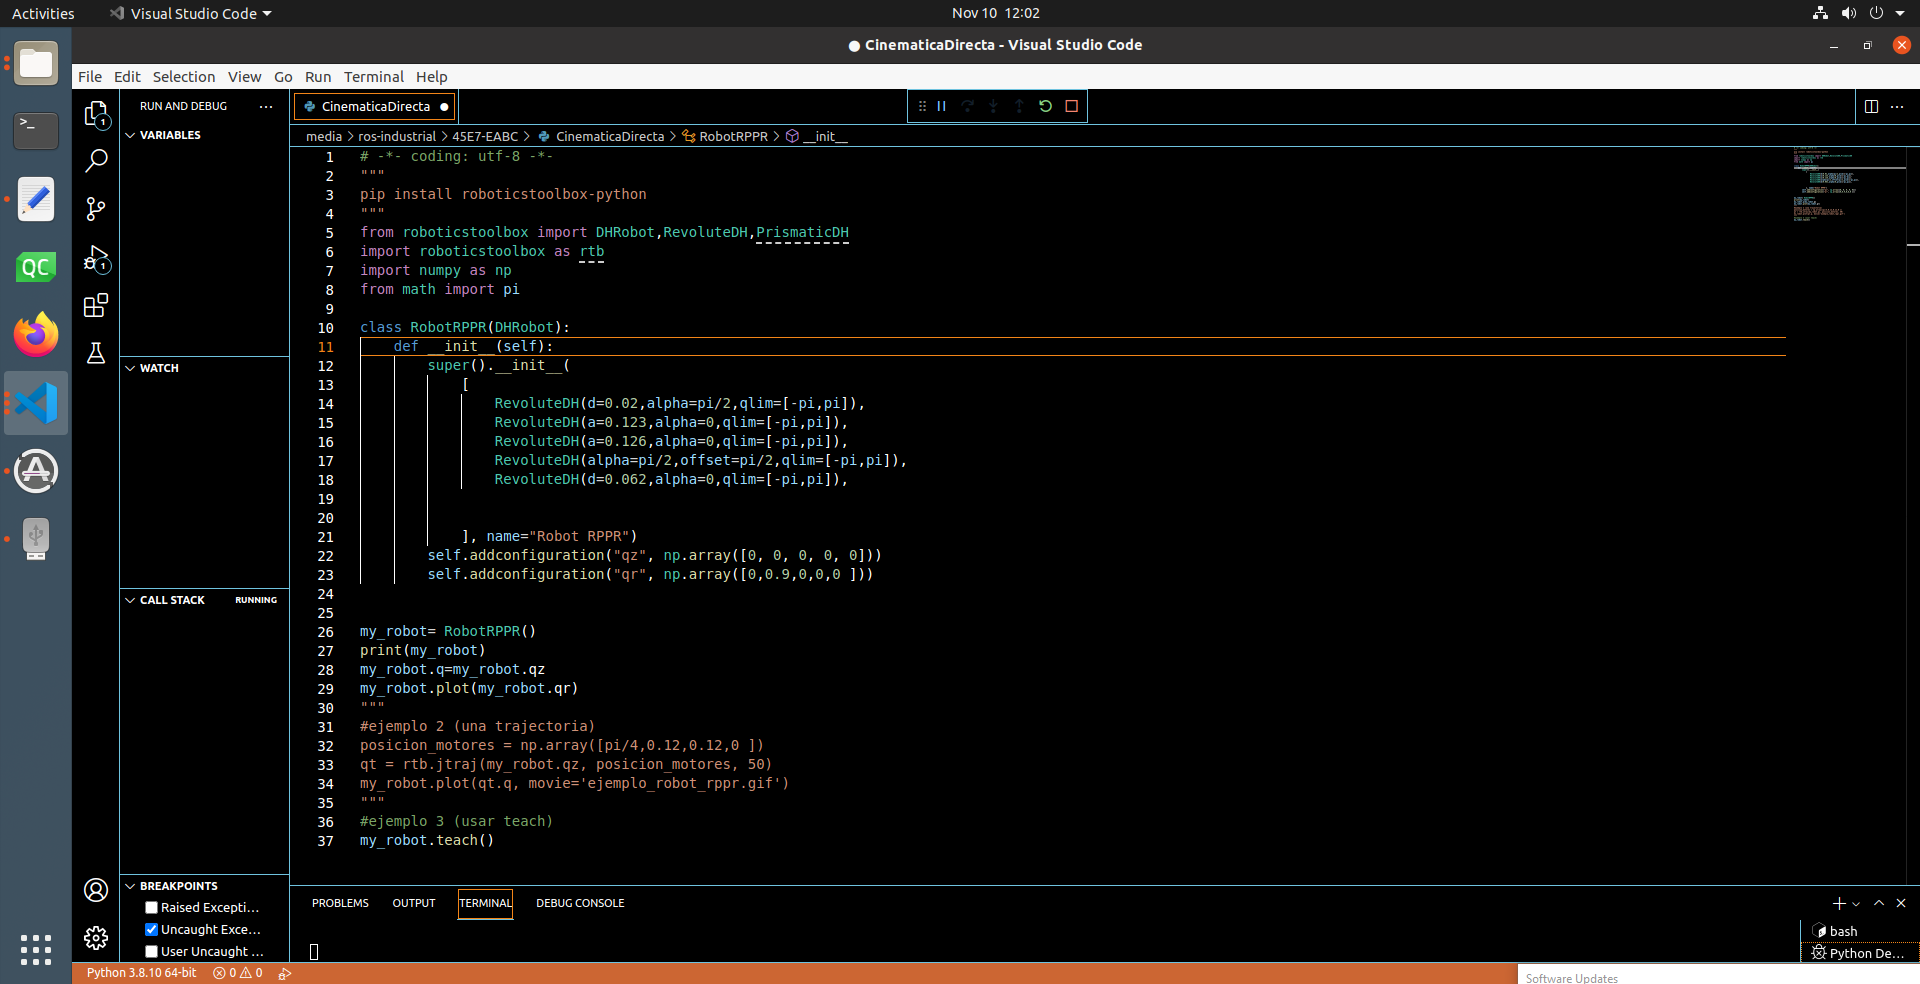 Activities
Visual Studio Code
Nov 10 12:02
● CinematicaDirecta - Visual Studio Code
File Edit Selection View Go Run Terminal Help
RUN AND DEBUG
CinematicaDirecta
media > ros-industrial > 45E7-EABC > CinematicaDirecta > RobotRPPR > __init__
VARIABLES
WATCH
CALL STACK RUNNING
BREAKPOINTS
Raised Excepti…
Uncaught Exce…
User Uncaught …
1 # -*- coding: utf-8 -*-
2 """
3 pip install roboticstoolbox-python
4 """
5 from roboticstoolbox import DHRobot,RevoluteDH,PrismaticDH
6 import roboticstoolbox as rtb
7 import numpy as np
8 from math import pi
9
10 class RobotRPPR(DHRobot):
11 def __init__(self):
12 super().__init__(
13 [
14 RevoluteDH(d=0.02,alpha=pi/2,qlim=[-pi,pi]),
15 RevoluteDH(a=0.123,alpha=0,qlim=[-pi,pi]),
16 RevoluteDH(a=0.126,alpha=0,qlim=[-pi,pi]),
17 RevoluteDH(alpha=pi/2,offset=pi/2,qlim=[-pi,pi]),
18 RevoluteDH(d=0.062,alpha=0,qlim=[-pi,pi]),
19
20
21 ], name="Robot RPPR")
22 self.addconfiguration("qz", np.array([0, 0, 0, 0, 0]))
23 self.addconfiguration("qr", np.array([0,0.9,0,0,0 ]))
24
25
26 my_robot= RobotRPPR()
27 print(my_robot)
28 my_robot.q=my_robot.qz
29 my_robot.plot(my_robot.qr)
30 """
31 #ejemplo 2 (una trajectoria)
32 posicion_motores = np.array([pi/4,0.12,0.12,0 ])
33 qt = rtb.jtraj(my_robot.qz, posicion_motores, 50)
34 my_robot.plot(qt.q, movie='ejemplo_robot_rppr.gif')
35 """
36 #ejemplo 3 (usar teach)
37 my_robot.teach()
PROBLEMS OUTPUT TERMINAL DEBUG CONSOLE
bash
Python De…
Python 3.8.10 64-bit 0 0
Software Updates
QC
1
1